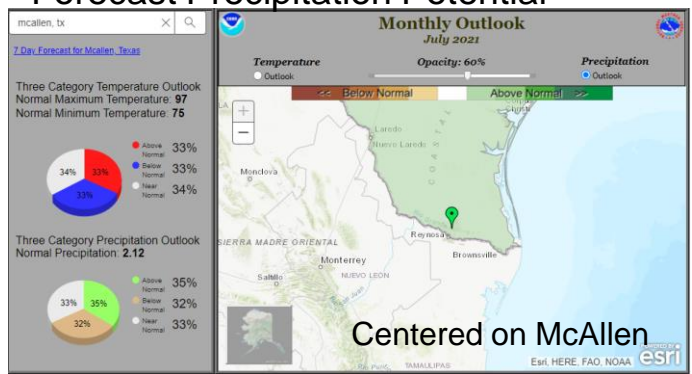 Forecast Precipitation Potential
mcallen, tx
7 Day Forecast for Mcallen, Texas
Three Category Temperature Outlook
Normal Maximum Temperature: 97
Normal Minimum Temperature: 75
34%
33%
33%
Above Normal 33%
Below Normal 33%
Near Normal 34%
Three Category Precipitation Outlook
Normal Precipitation: 2.12
33%
35%
32%
Above Normal 35%
Below Normal 32%
Near Normal 33%
Monthly Outlook
July 2021
Temperature
Opacity: 60%
Precipitation
Outlook
Outlook
<< Below Normal
Above Normal >>
+
−
Laredo
Nuevo Laredo
Monclova
SIERRA MADRE ORIENTAL
Reynosa
Brownsville
Monterrey
Saltillo
NUEVO LEON
TAMAULIPAS
Centered on McAllen
POWERED BY
esri
Esri, HERE, FAO, NOAA